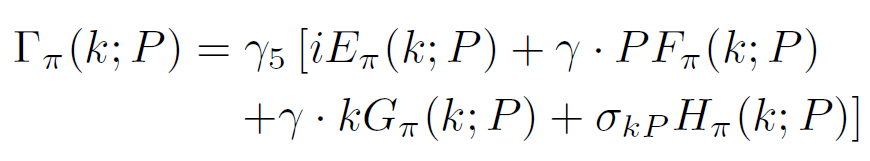 Γ_π(k; P) = γ_5 [iE_π(k; P) + γ · PF_π(k; P)
+γ · kG_π(k; P) + σ_{kP} H_π(k; P)]